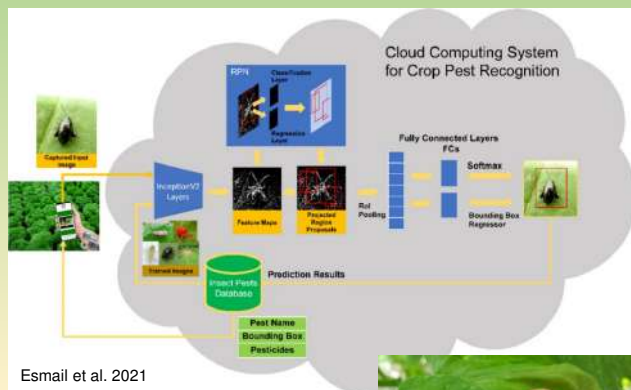 Cloud Computing System
for Crop Pest Recognition
RPN
Classification
Layer
Regression
Layer
Captured Input
Image
InceptionV2
Layers
Feature Maps
Projected
Region
Proposals
RoI
Pooling
Fully Connected Layers
FCs
Softmax
Bounding Box
Regressor
Trained Images
Insect Pests
Database
Prediction Results
Pest Name
Bounding Box
Pesticides
Esmail et al. 2021